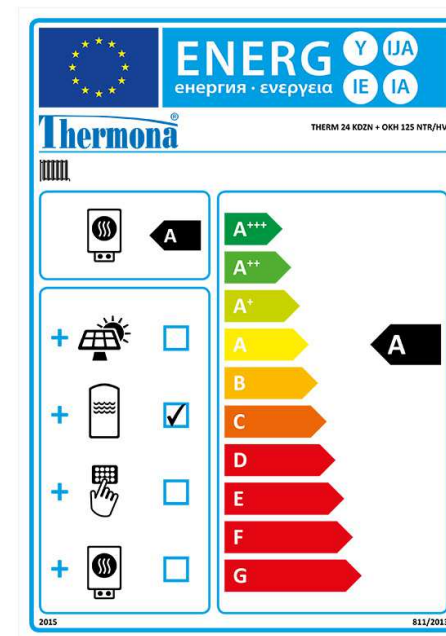 ENERG Y IJA
енергия · ενεργεια IE IA
Thermona®
THERM 24 KDZN + OKH 125 NTR/HV
A
A+++
A++
A+
A
A
B
C
D
E
F
G
2015
811/2013